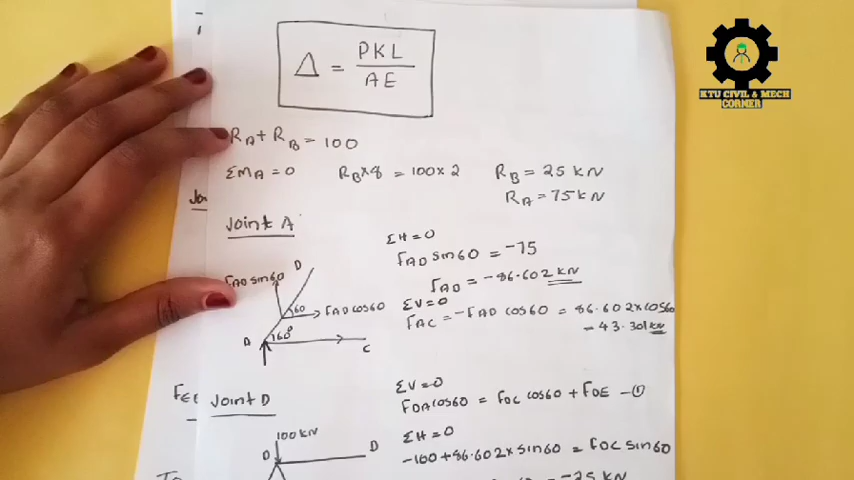 Δ = PKL / AE
RA + RB = 100
ΣMA = 0 RB×8 = 100×2 RB = 25 kN
RA = 75 kN
Joint A
ΣH = 0
FAD sin60 = -75
FAD = -86.602 kN
ΣV = 0
FAC = -FAD cos60 = 86.602 x cos60
= 43.301 kN
FAD sin60
D
60
FAD cos60
A
60°
C
Joint D
ΣV = 0
FDA cos60 = FDC cos60 + FDE - ①
100 kN
D
D
ΣH = 0
-100 + 86.602 x sin60 = FDC sin60
= -25 kN
KTU CIVIL & MECH
CORNER